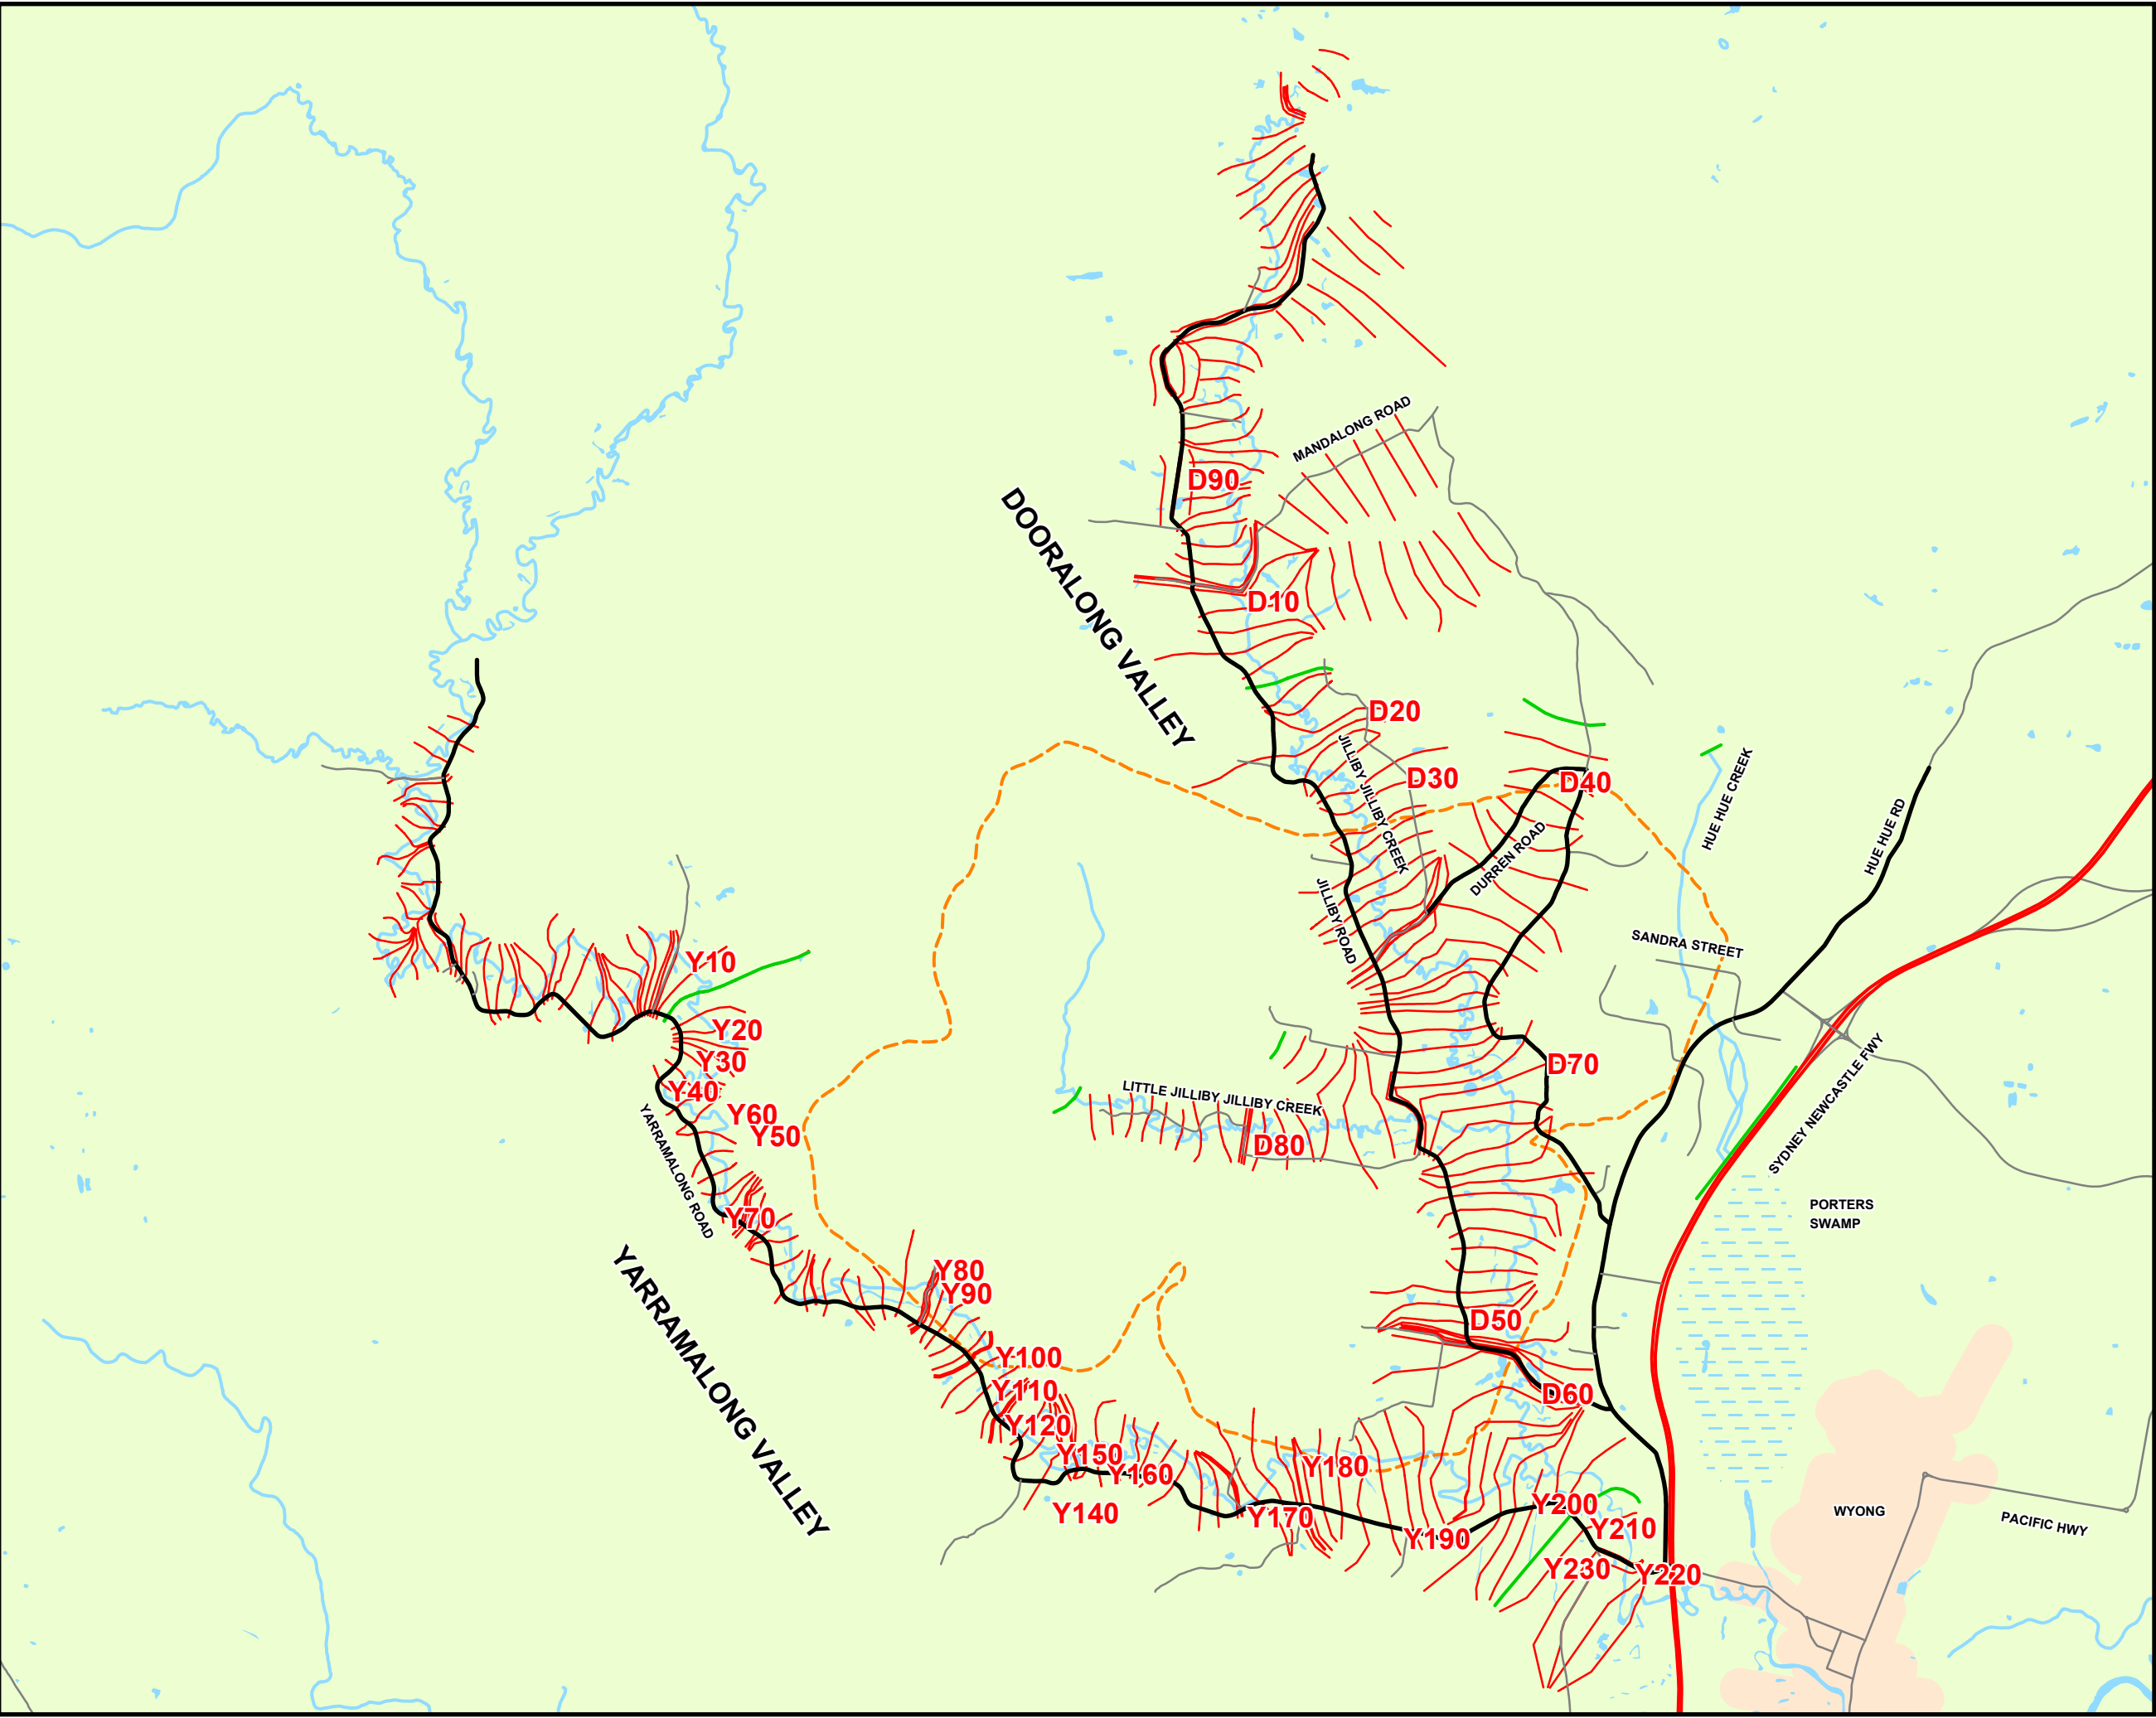 MANDALONG ROAD
D90
DOORALONG VALLEY
D10
D20
JILLIBY JILLIBY CREEK
D30
D40
HUE HUE CREEK
HUE HUE RD
DURREN ROAD
JILLIBY ROAD
SANDRA STREET
Y10
Y20
Y30
Y40
Y60
Y50
YARRAMALONG ROAD
D70
SYDNEY NEWCASTLE FWY
LITTLE JILLIBY JILLIBY CREEK
D80
PORTERS
SWAMP
Y70
YARRAMALONG VALLEY
Y80
Y90
D50
Y100
Y110
D60
Y120
Y150
Y160
Y180
Y140
Y170
Y190
Y200
Y210
WYONG
PACIFIC HWY
Y230
Y220